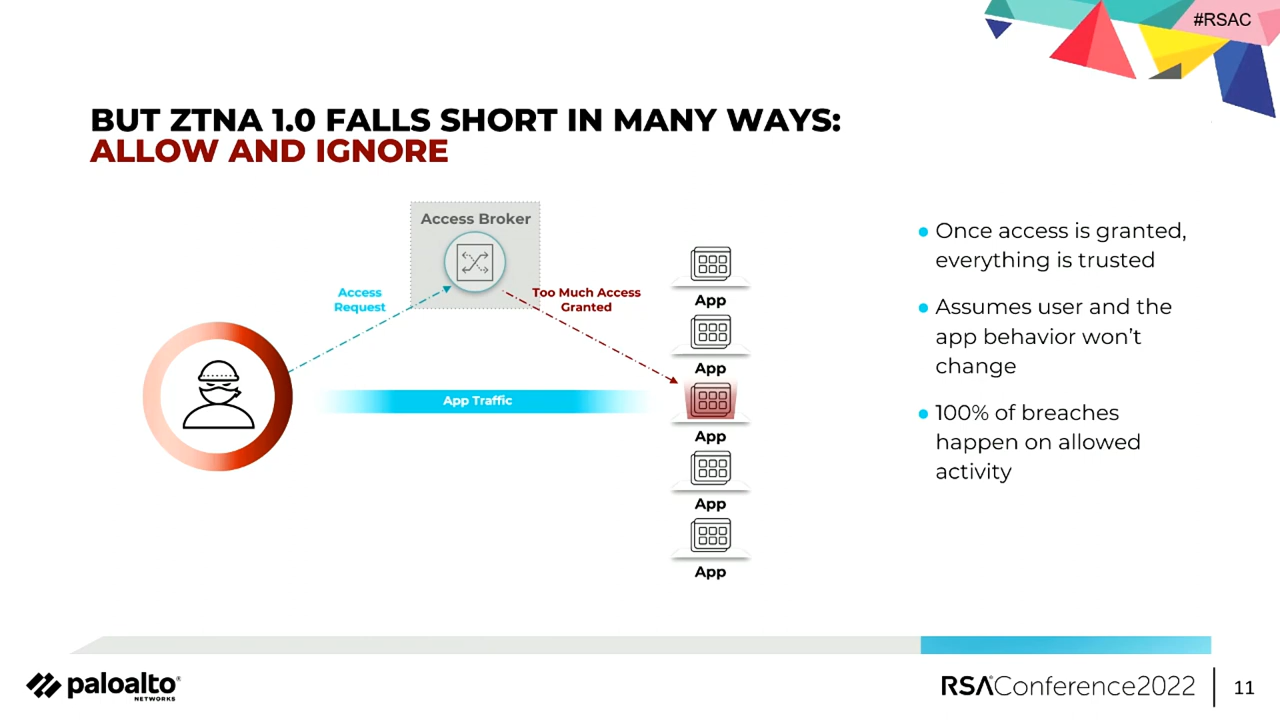 #RSAC
BUT ZTNA 1.0 FALLS SHORT IN MANY WAYS:
ALLOW AND IGNORE
Access Broker
Access
Request
Too Much Access
Granted
App Traffic
App
App
App
App
App
● Once access is granted,
everything is trusted
● Assumes user and the
app behavior won’t
change
● 100% of breaches
happen on allowed
activity
paloalto®
NETWORKS
RSA®Conference2022
11